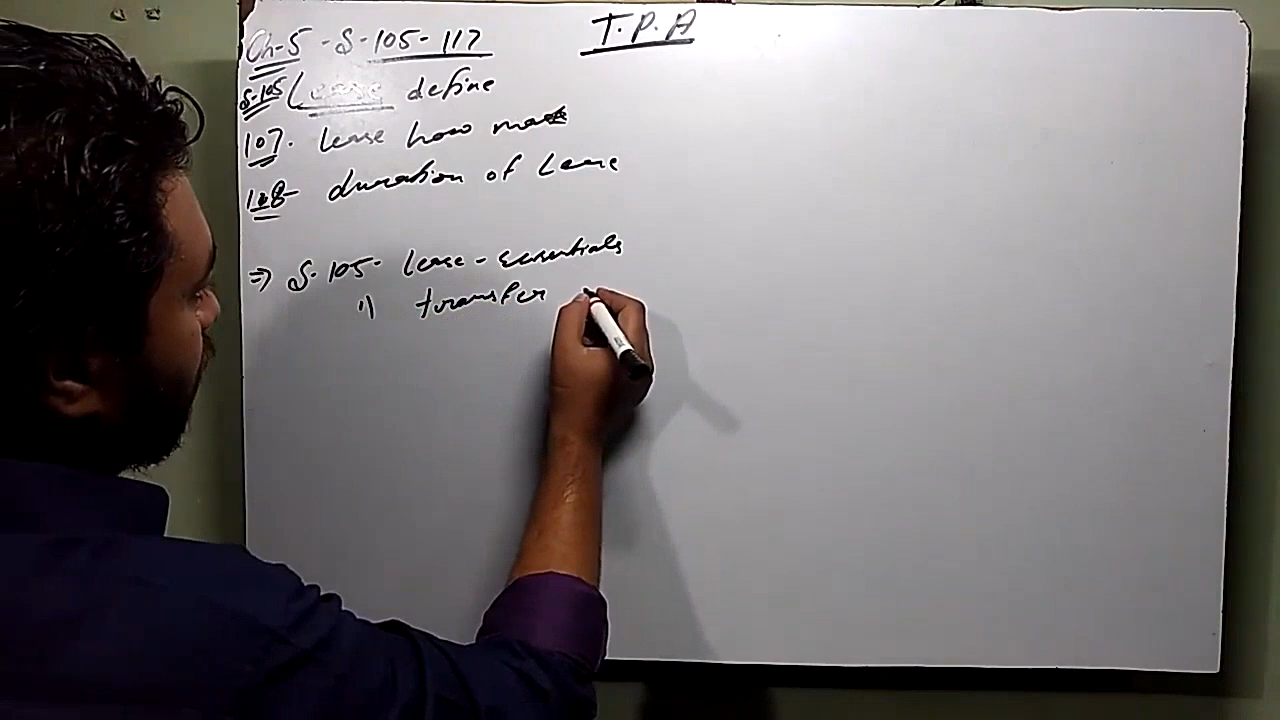 T.P.A
Ch-5 - S-105-117
S-105 Lease define
107. lease how made
108- duration of Lease
⇒ S-105- lease - essentials
1) transfer